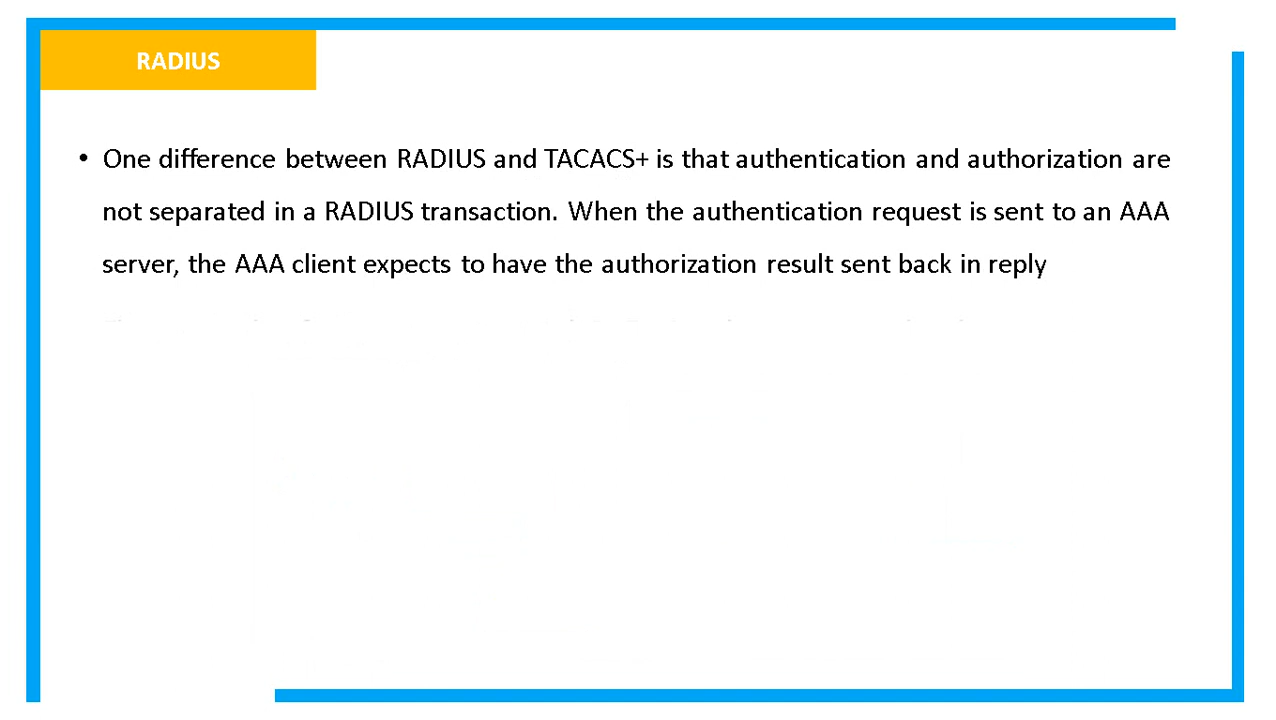 RADIUS
• One difference between RADIUS and TACACS+ is that authentication and authorization are
not separated in a RADIUS transaction. When the authentication request is sent to an AAA
server, the AAA client expects to have the authorization result sent back in reply